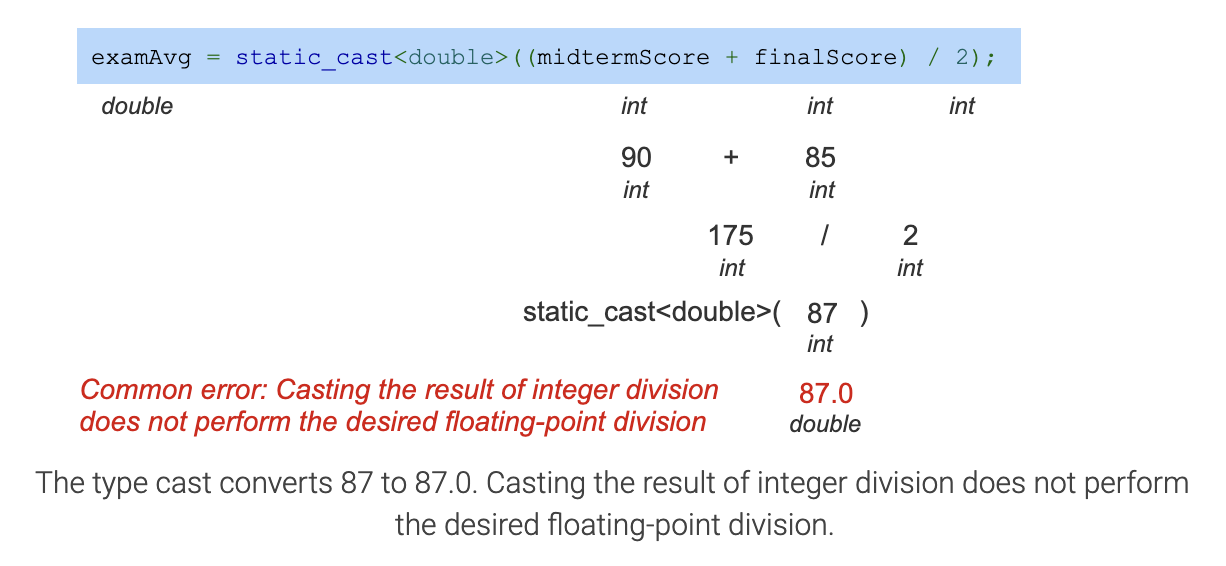 examAvg = static_cast<double>((midtermScore + finalScore) / 2);
double int int int
90 + 85
int int
175 / 2
int int
static_cast<double>( 87 )
int
Common error: Casting the result of integer division
does not perform the desired floating-point division
87.0
double
The type cast converts 87 to 87.0. Casting the result of integer division does not perform
the desired floating-point division.